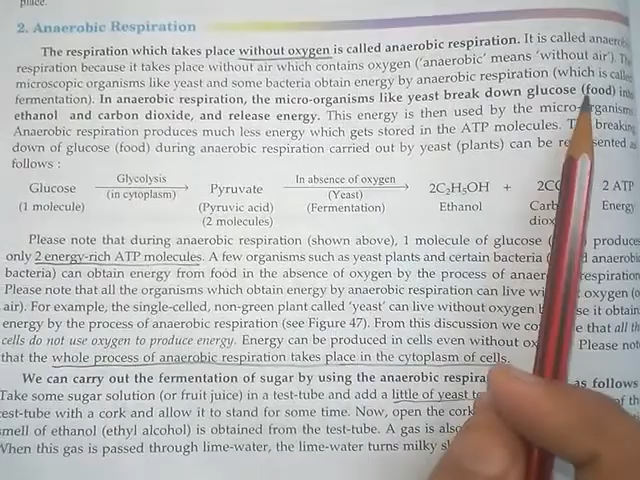 place.
2. Anaerobic Respiration
The respiration which takes place without oxygen is called anaerobic respiration. It is called anaerobic
respiration because it takes place without air which contains oxygen ('anaerobic' means 'without air'). The
microscopic organisms like yeast and some bacteria obtain energy by anaerobic respiration (which is called
fermentation). In anaerobic respiration, the micro-organisms like yeast break down glucose (food) into
ethanol and carbon dioxide, and release energy. This energy is then used by the micro-organisms.
Anaerobic respiration produces much less energy which gets stored in the ATP molecules. breaking
down of glucose (food) during anaerobic respiration carried out by yeast (plants) can be as
follows :
Glucose Glycolysis Pyruvate In absence of oxygen 2C₂H₅OH + 2 ATP
(1 molecule) (in cytoplasm) (Pyruvic acid) (Yeast) Ethanol Energy
(2 molecules) (Fermentation)
Please note that during anaerobic respiration (shown above), 1 molecule of glucose produces
only 2 energy-rich ATP molecules. A few organisms such as yeast plants and certain bacteria
bacteria) can obtain energy from food in the absence of oxygen by the process of respiration
Please note that all the organisms which obtain energy by anaerobic respiration can live oxygen (or
air). For example, the single-celled, non-green plant called 'yeast' can live without oxygen it obtains
energy by the process of anaerobic respiration (see Figure 47). From this discussion we that all
cells do not use oxygen to produce energy. Energy can be produced in cells even without Please note
that the whole process of anaerobic respiration takes place in the cytoplasm of cells.
We can carry out the fermentation of sugar by using the anaerobic as follows
Take some sugar solution (or fruit juice) in a test-tube and add a little of yeast of the
test-tube with a cork and allow it to stand for some time. Now, open the cork
smell of ethanol (ethyl alcohol) is obtained from the test-tube. A gas is also
When this gas is passed through lime-water, the lime-water turns milky